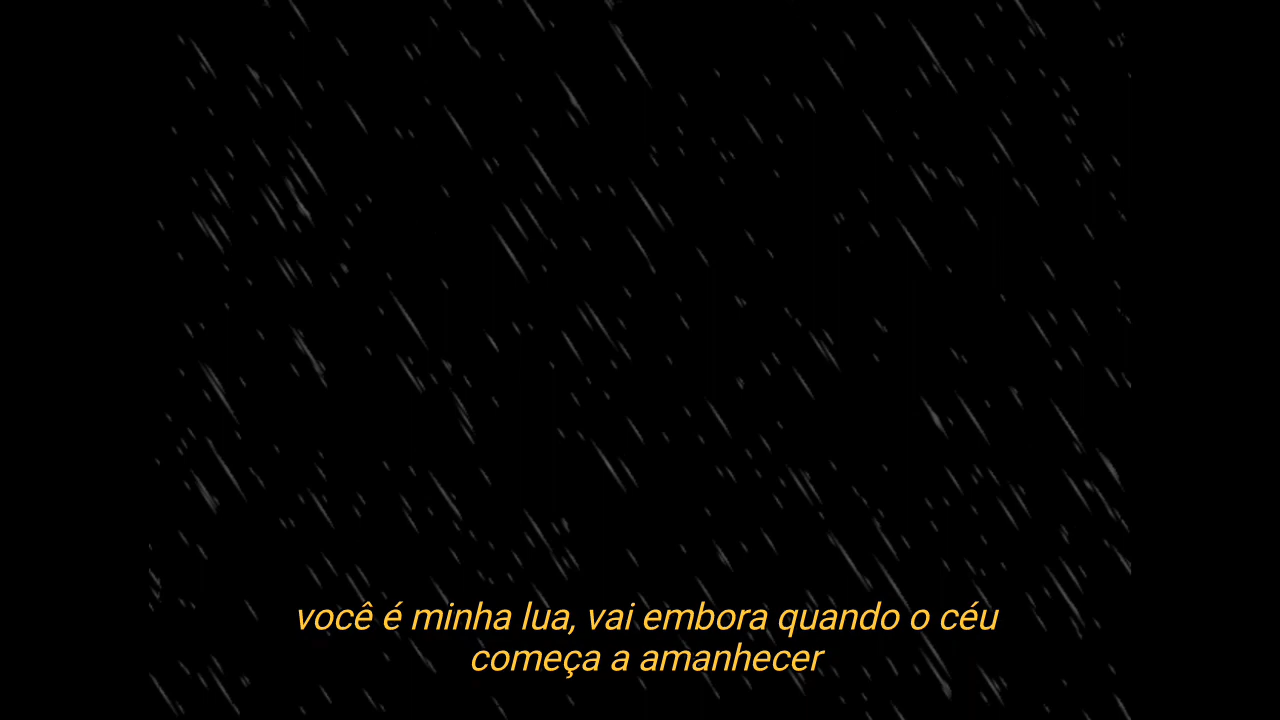 você é minha lua, vai embora quando o céu
começa a amanhecer